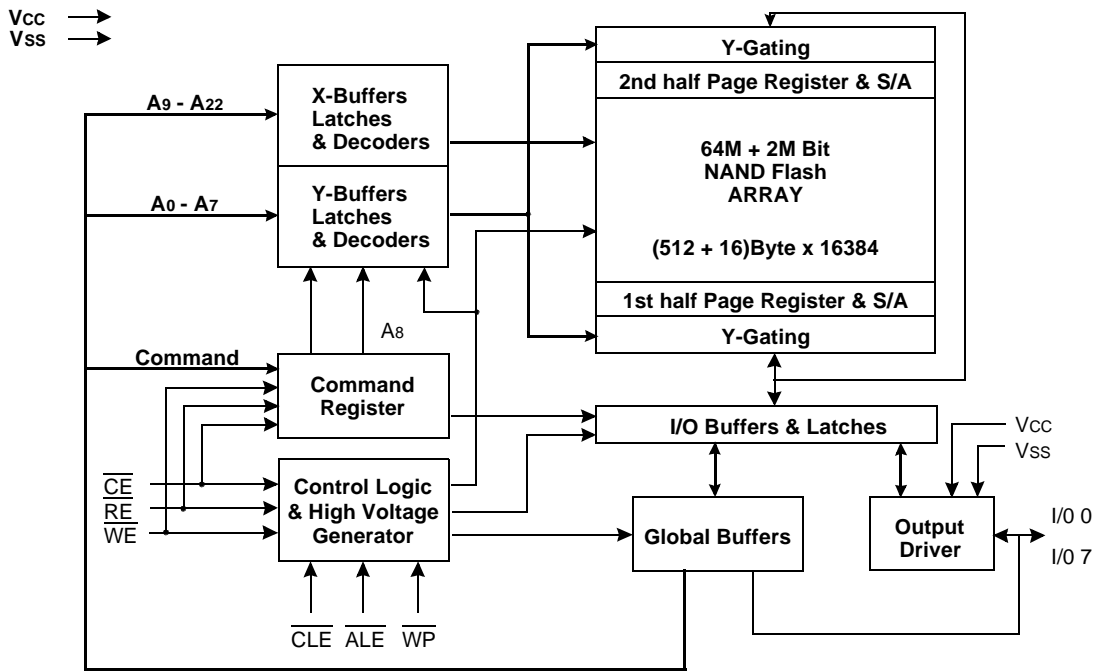 VCC
VSS
A9 - A22
X-Buffers
Latches
& Decoders
A0 - A7
Y-Buffers
Latches
& Decoders
Y-Gating
2nd half Page Register & S/A
64M + 2M Bit
NAND Flash
ARRAY
(512 + 16)Byte x 16384
1st half Page Register & S/A
Y-Gating
A8
Command
Command
Register
I/O Buffers & Latches
VCC
VSS
CE
RE
WE
Control Logic
& High Voltage
Generator
Global Buffers
Output
Driver
I/0 0
I/0 7
CLE
ALE
WP